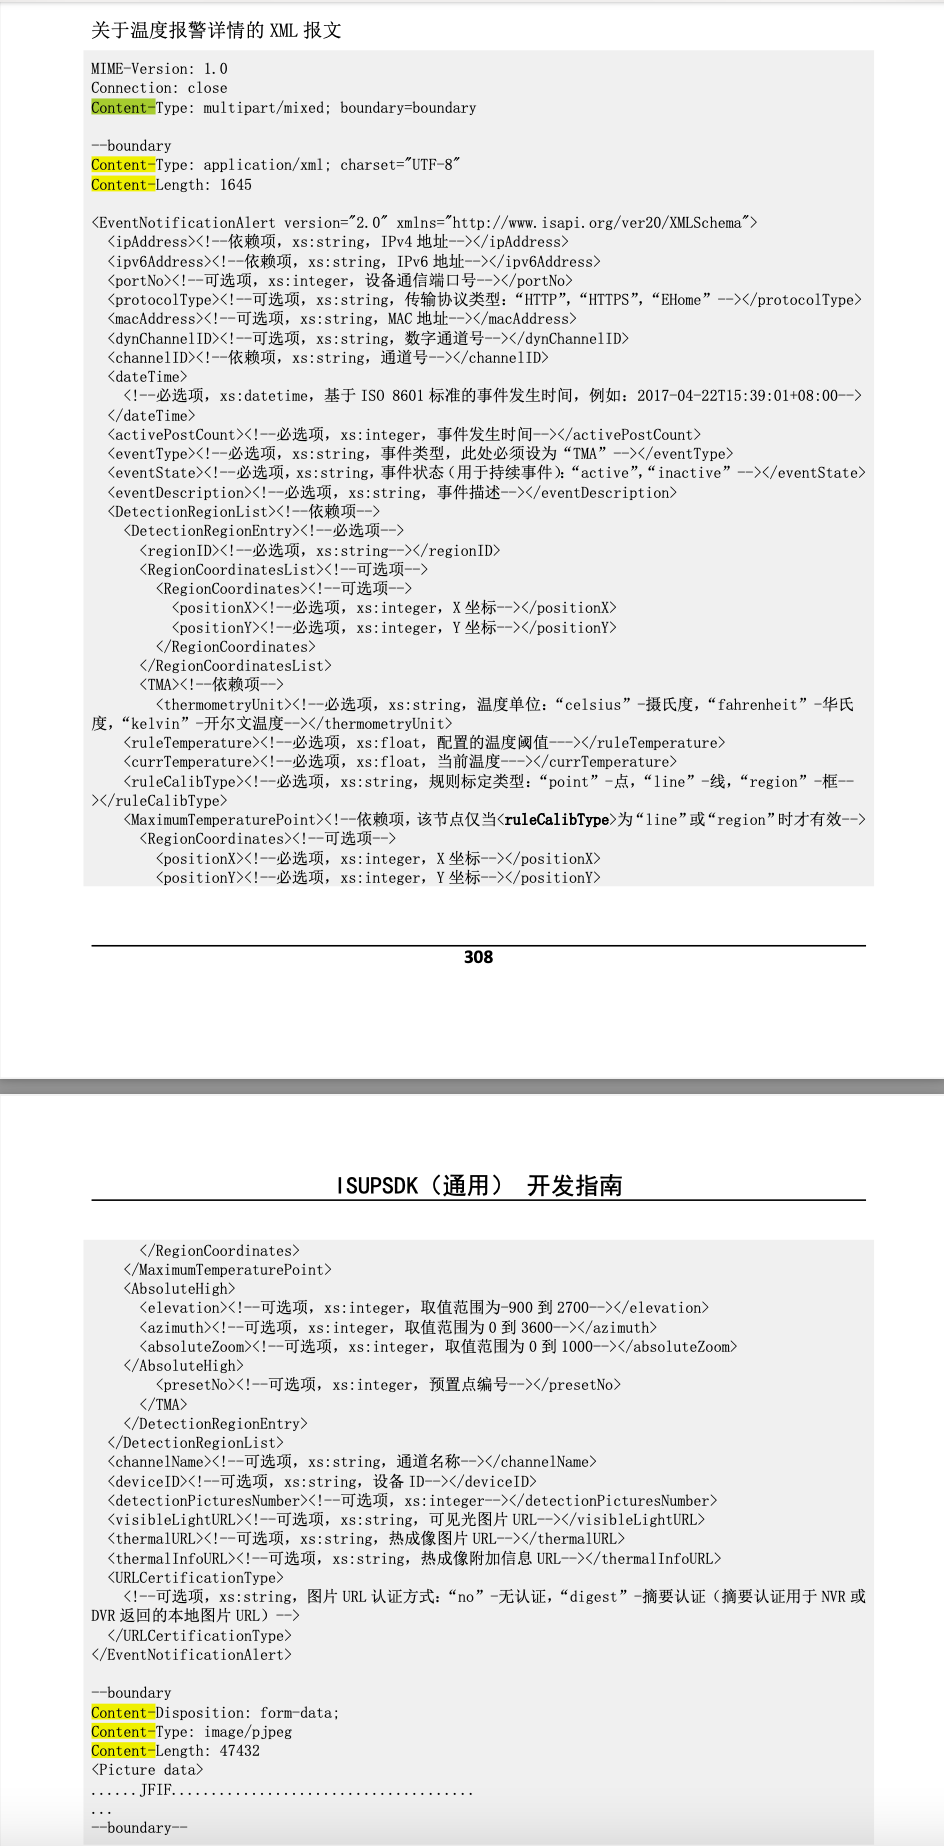 关于温度报警详情的 XML 报文
MIME-Version: 1.0
Connection: close
Content-Type: multipart/mixed; boundary=boundary
--boundary
Content-Type: application/xml; charset="UTF-8"
Content-Length: 1645
<EventNotificationAlert version="2.0" xmlns="http://www.isapi.org/ver20/XMLSchema">
<ipAddress><!--依赖项, xs:string, IPv4 地址--></ipAddress>
<ipv6Address><!--依赖项, xs:string, IPv6 地址--></ipv6Address>
<portNo><!--可选项, xs:integer, 设备通信端口号--></portNo>
<protocolType><!--可选项, xs:string, 传输协议类型: “HTTP”, “HTTPS”, “EHome” --></protocolType>
<macAddress><!--可选项, xs:string, MAC 地址--></macAddress>
<dynChannelID><!--可选项, xs:string, 数字通道号--></dynChannelID>
<channelID><!--依赖项, xs:string, 通道号--></channelID>
<dateTime>
<!--必选项, xs:datetime, 基于 ISO 8601 标准的事件发生时间, 例如: 2017-04-22T15:39:01+08:00-->
</dateTime>
<activePostCount><!--必选项, xs:integer, 事件发生时间--></activePostCount>
<eventType><!--必选项, xs:string, 事件类型, 此处必须设为 “TMA” --></eventType>
<eventState><!--必选项, xs:string, 事件状态（用于持续事件）: “active”, “inactive” --></eventState>
<eventDescription><!--必选项, xs:string, 事件描述--></eventDescription>
<DetectionRegionList><!--依赖项-->
<DetectionRegionEntry><!--必选项-->
<regionID><!--必选项, xs:string--></regionID>
<RegionCoordinatesList><!--可选项-->
<RegionCoordinates><!--可选项-->
<positionX><!--必选项, xs:integer, X 坐标--></positionX>
<positionY><!--必选项, xs:integer, Y 坐标--></positionY>
</RegionCoordinates>
</RegionCoordinatesList>
<TMA><!--依赖项-->
<thermometryUnit><!--必选项, xs:string, 温度单位: “celsius” -摄氏度, “fahrenheit” -华氏
度, “kelvin” -开尔文温度--></thermometryUnit>
<ruleTemperature><!--必选项, xs:float, 配置的温度阈值---></ruleTemperature>
<currTemperature><!--必选项, xs:float, 当前温度---></currTemperature>
<ruleCalibType><!--必选项, xs:string, 规则标定类型: “point” -点, “line” -线, “region” -框--
></ruleCalibType>
<MaximumTemperaturePoint><!--依赖项, 该节点仅当<ruleCalibType>为 “line” 或 “region” 时才有效-->
<RegionCoordinates><!--可选项-->
<positionX><!--必选项, xs:integer, X 坐标--></positionX>
<positionY><!--必选项, xs:integer, Y 坐标--></positionY>
308
ISUPSDK（通用） 开发指南
</RegionCoordinates>
</MaximumTemperaturePoint>
<AbsoluteHigh>
<elevation><!--可选项, xs:integer, 取值范围为-900 到 2700--></elevation>
<azimuth><!--可选项, xs:integer, 取值范围为 0 到 3600--></azimuth>
<absoluteZoom><!--可选项, xs:integer, 取值范围为 0 到 1000--></absoluteZoom>
</AbsoluteHigh>
<presetNo><!--可选项, xs:integer, 预置点编号--></presetNo>
</TMA>
</DetectionRegionEntry>
</DetectionRegionList>
<channelName><!--可选项, xs:string, 通道名称--></channelName>
<deviceID><!--可选项, xs:string, 设备 ID--></deviceID>
<detectionPicturesNumber><!--可选项, xs:integer--></detectionPicturesNumber>
<visibleLightURL><!--可选项, xs:string, 可见光图片 URL--></visibleLightURL>
<thermalURL><!--可选项, xs:string, 热成像图片 URL--></thermalURL>
<thermalInfoURL><!--可选项, xs:string, 热成像附加信息 URL--></thermalInfoURL>
<URLCertificationType>
<!--可选项, xs:string, 图片 URL 认证方式: “no” -无认证, “digest” -摘要认证（摘要认证用于 NVR 或
DVR 返回的本地图片 URL）-->
</URLCertificationType>
</EventNotificationAlert>
--boundary
Content-Disposition: form-data;
Content-Type: image/pjpeg
Content-Length: 47432
<Picture data>
......JFIF.....................................
...
--boundary--